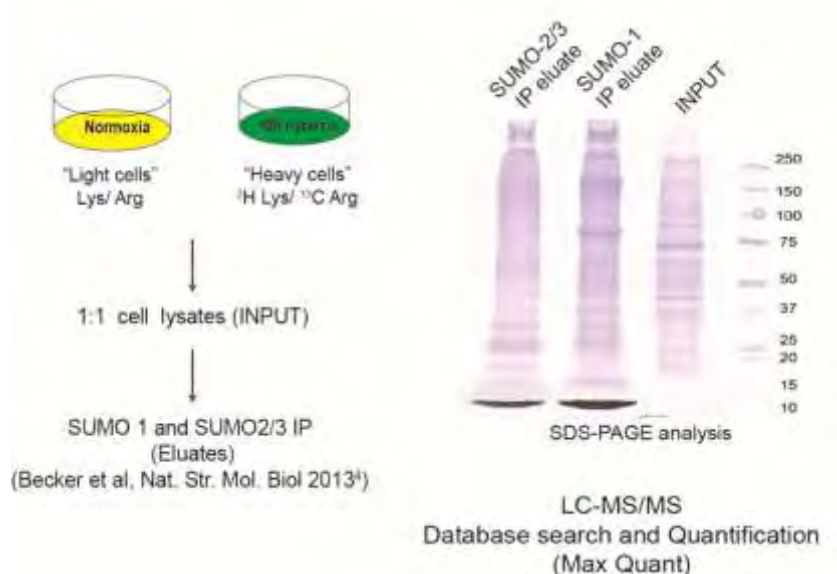 Normoxia
"Light cells"
Lys/ Arg
"Heavy cells"
²H Lys/ ¹³C Arg
1:1 cell lysates (INPUT)
SUMO 1 and SUMO2/3 IP
(Eluates)
(Becker et al, Nat. Str. Mol. Biol 2013⁴)
SUMO-2/3
IP eluate
SUMO-1
IP eluate
INPUT
250
150
100
75
50
37
25
20
15
10
SDS-PAGE analysis
LC-MS/MS
Database search and Quantification
(Max Quant)